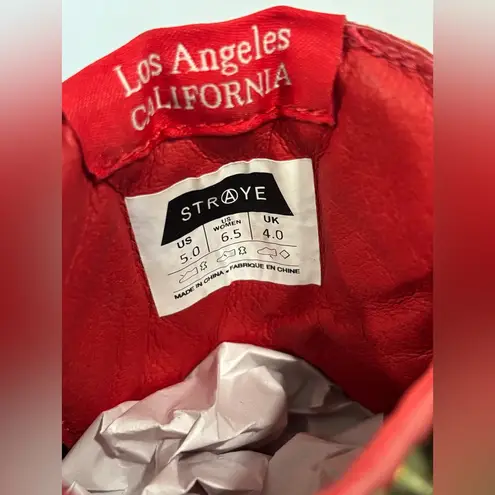 Los Angeles
CALIFORNIA
STRAYE
US US WOMEN UK
5.0 6.5 4.0
MADE IN CHINA • FABRIQUE EN CHINE